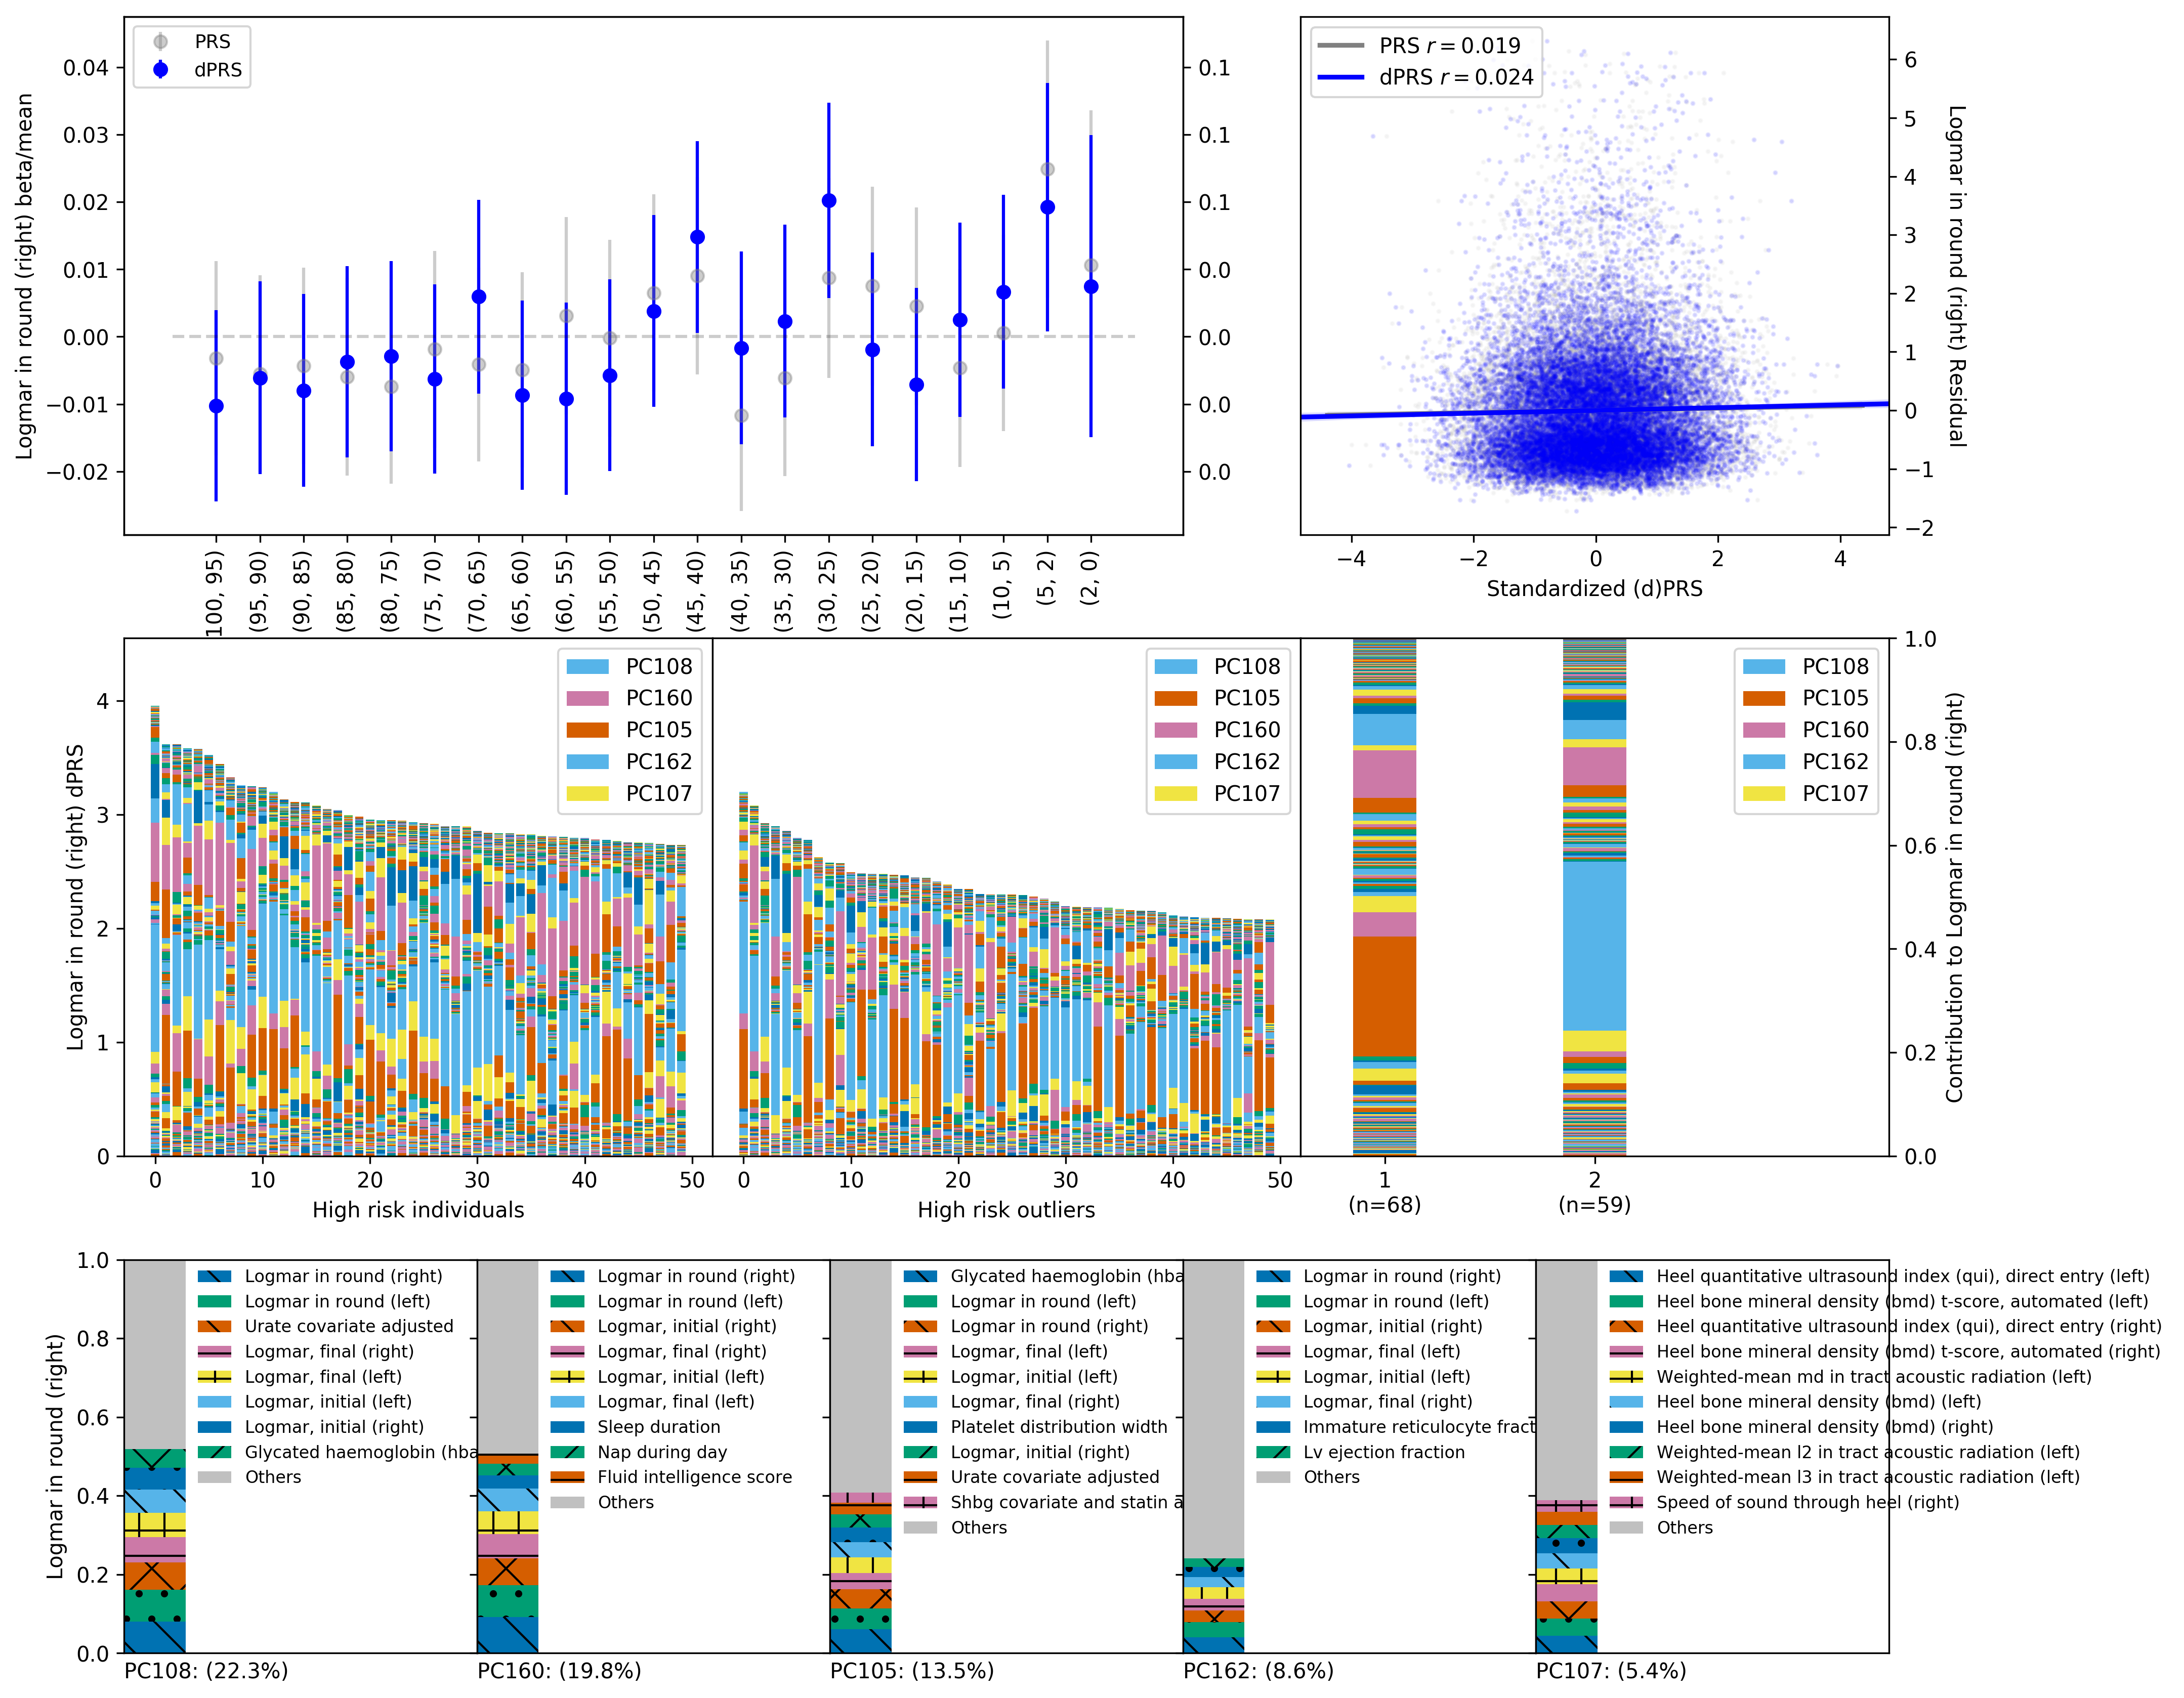 PRS
dPRS
0.04
0.03
0.02
0.01
0.00
−0.01
−0.02
Logmar in round (right) beta/mean
0.1
0.1
0.1
0.0
0.0
0.0
0.0
100, 95)
(95, 90)
(90, 85)
(85, 80)
(80, 75)
(75, 70)
(70, 65)
(65, 60)
(60, 55)
(55, 50)
(50, 45)
(45, 40)
(40, 35)
(35, 30)
(30, 25)
(25, 20)
(20, 15)
(15, 10)
(10, 5)
(5, 2)
(2, 0)
PRS r = 0.019
dPRS r = 0.024
6
5
4
3
2
1
0
−1
−2
Logmar in round (right) Residual
−4 −2 0 2 4
Standardized (d)PRS
4
3
2
1
0
Logmar in round (right) dPRS
PC108
PC160
PC105
PC162
PC107
0 10 20 30 40 50
High risk individuals
PC108
PC105
PC160
PC162
PC107
0 10 20 30 40 50
High risk outliers
PC108
PC105
PC160
PC162
PC107
1
(n=68)
2
(n=59)
1.0
0.8
0.6
0.4
0.2
0.0
Contribution to Logmar in round (right)
1.0
0.8
0.6
0.4
0.2
0.0
Logmar in round (right)
Logmar in round (right)
Logmar in round (left)
Urate covariate adjusted
Logmar, final (right)
Logmar, final (left)
Logmar, initial (left)
Logmar, initial (right)
Glycated haemoglobin (hba
Others
PC108: (22.3%)
Logmar in round (right)
Logmar in round (left)
Logmar, initial (right)
Logmar, final (right)
Logmar, initial (left)
Logmar, final (left)
Sleep duration
Nap during day
Fluid intelligence score
Others
PC160: (19.8%)
Glycated haemoglobin (hba
Logmar in round (left)
Logmar in round (right)
Logmar, final (left)
Logmar, initial (left)
Logmar, final (right)
Platelet distribution width
Logmar, initial (right)
Urate covariate adjusted
Shbg covariate and statin a
Others
PC105: (13.5%)
Logmar in round (right)
Logmar in round (left)
Logmar, initial (right)
Logmar, final (left)
Logmar, initial (left)
Logmar, final (right)
Immature reticulocyte fract
Lv ejection fraction
Others
PC162: (8.6%)
Heel quantitative ultrasound index (qui), direct entry (left)
Heel bone mineral density (bmd) t-score, automated (left)
Heel quantitative ultrasound index (qui), direct entry (right)
Heel bone mineral density (bmd) t-score, automated (right)
Weighted-mean md in tract acoustic radiation (left)
Heel bone mineral density (bmd) (left)
Heel bone mineral density (bmd) (right)
Weighted-mean l2 in tract acoustic radiation (left)
Weighted-mean l3 in tract acoustic radiation (left)
Speed of sound through heel (right)
Others
PC107: (5.4%)